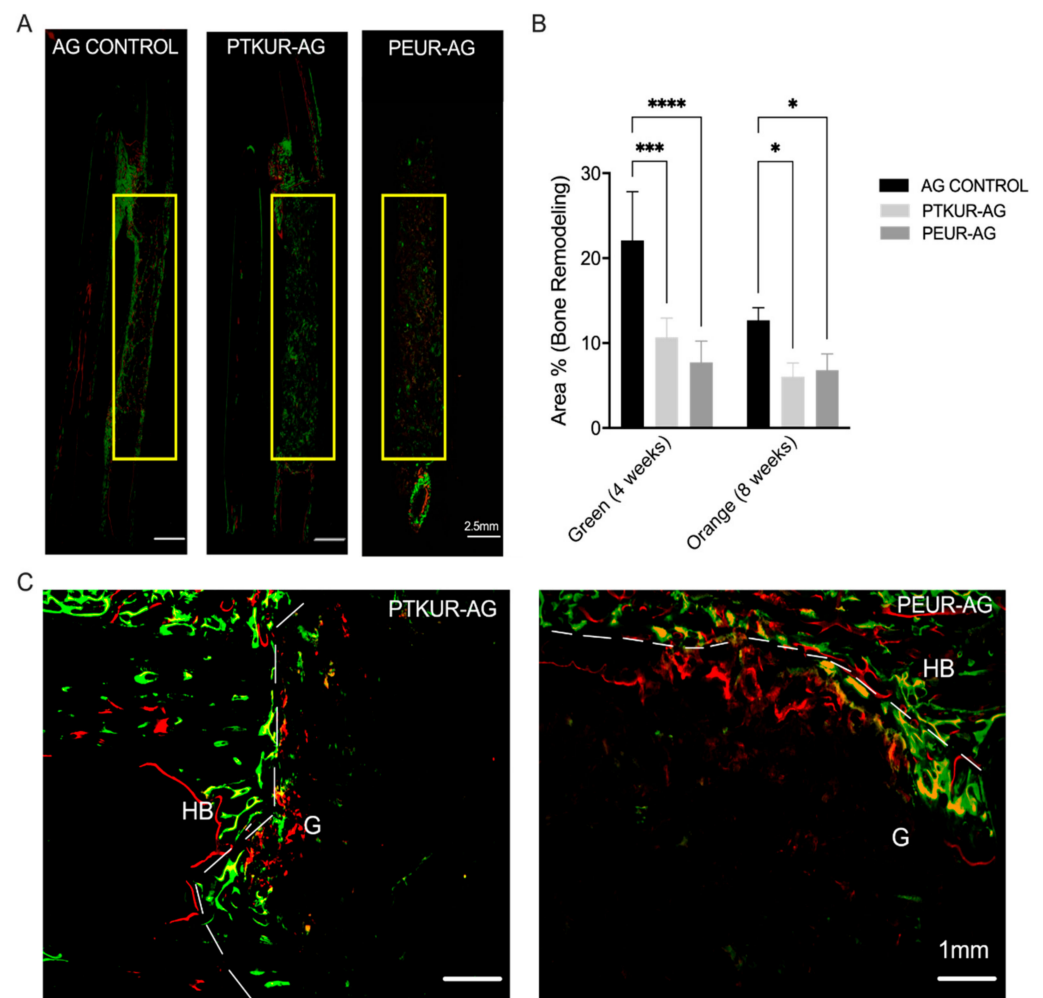 A
AG CONTROL
PTKUR-AG
PEUR-AG
2.5mm
B
****
*
***
*
30
20
10
0
Area % (Bone Remodeling)
Green (4 weeks)
Orange (8 weeks)
AG CONTROL
PTKUR-AG
PEUR-AG
C
PTKUR-AG
HB
G
PEUR-AG
HB
G
1mm